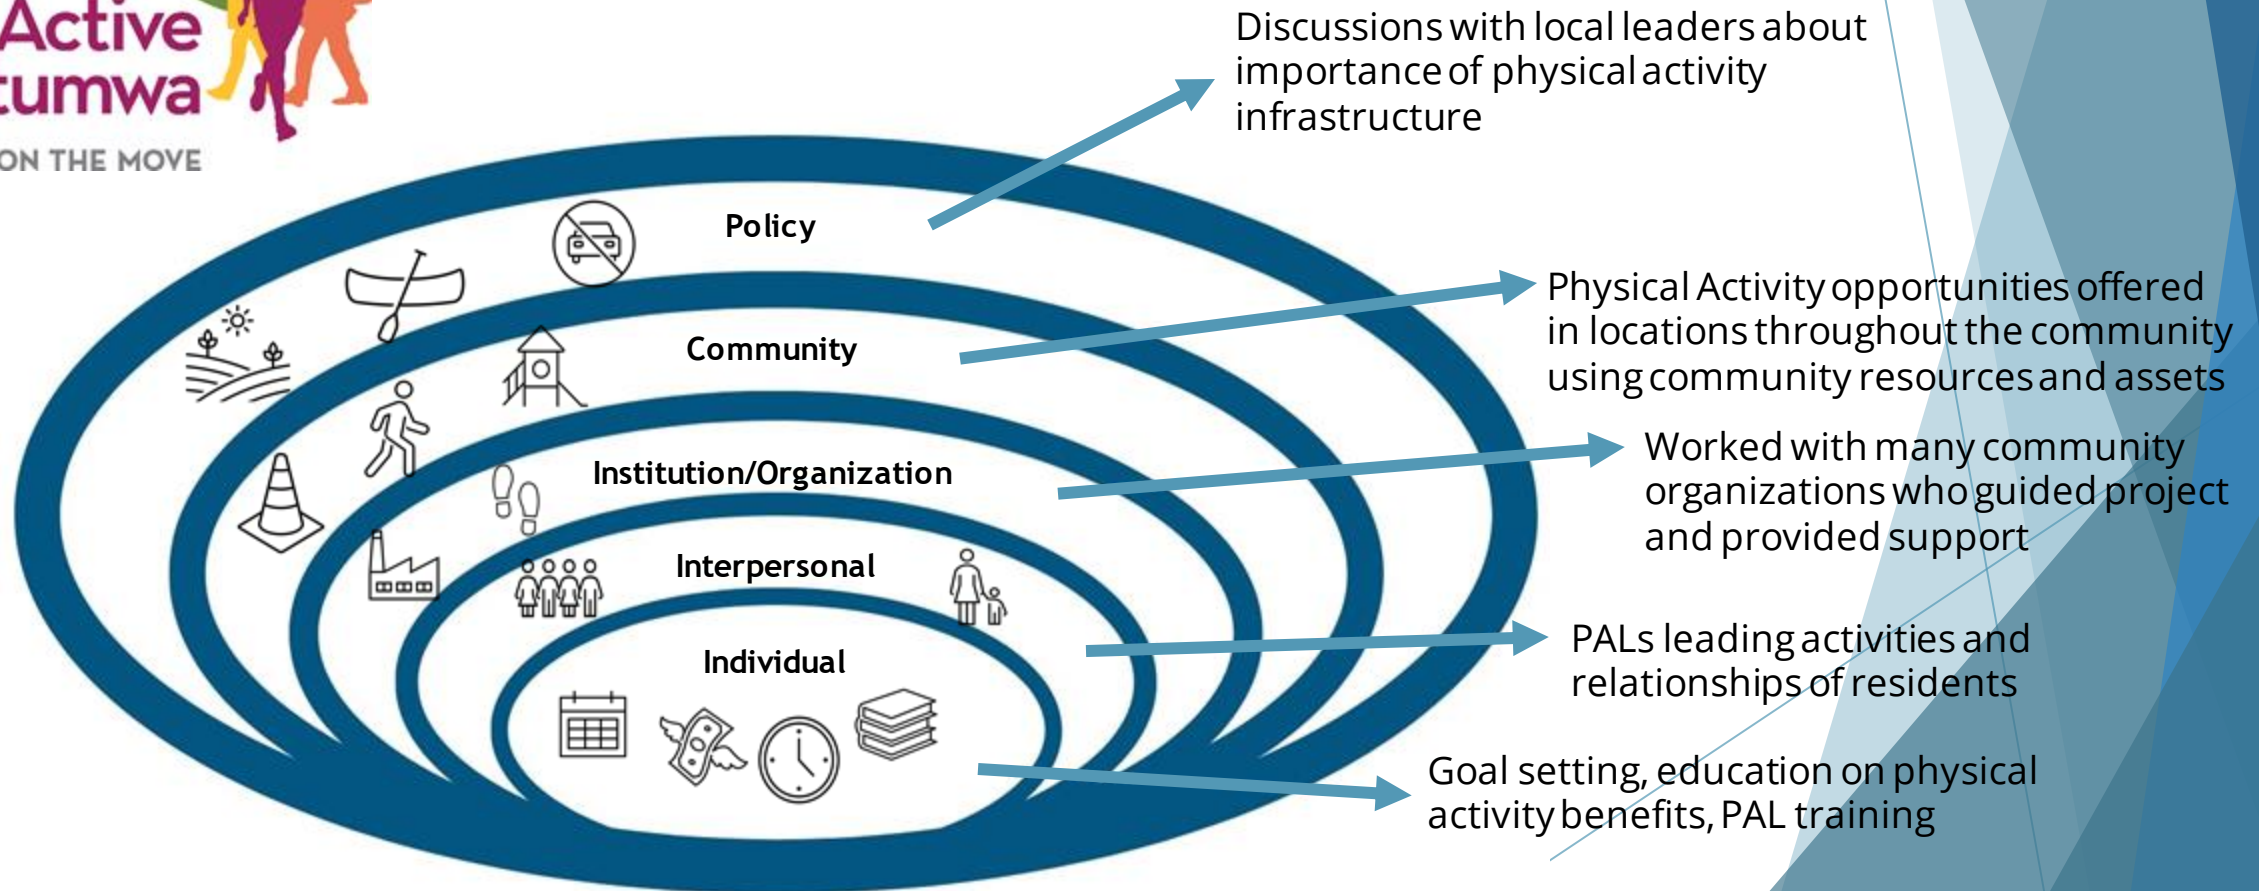 Active
tumwa
ON THE MOVE
Discussions with local leaders about
importance of physical activity
infrastructure
Policy
Physical Activity opportunities offered
in locations throughout the community
using community resources and assets
Community
Worked with many community
organizations who guided project
and provided support
Institution/Organization
Interpersonal
PALs leading activities and
relationships of residents
Individual
Goal setting, education on physical
activity benefits, PAL training